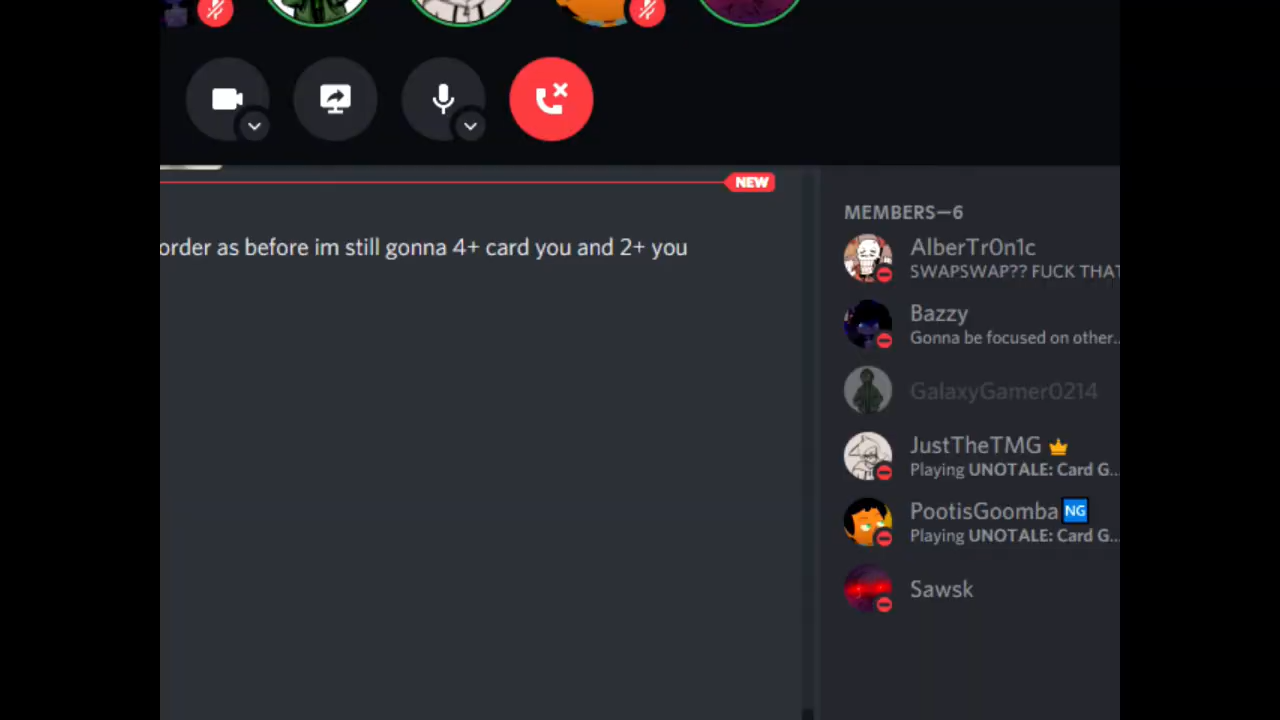 NEW
order as before im still gonna 4+ card you and 2+ you
MEMBERS—6
AlberTr0n1c
SWAPSWAP?? FUCK THAT
Bazzy
Gonna be focused on other...
GalaxyGamer0214
JustTheTMG
Playing UNOTALE: Card G...
PootisGoomba NG
Playing UNOTALE: Card G...
Sawsk